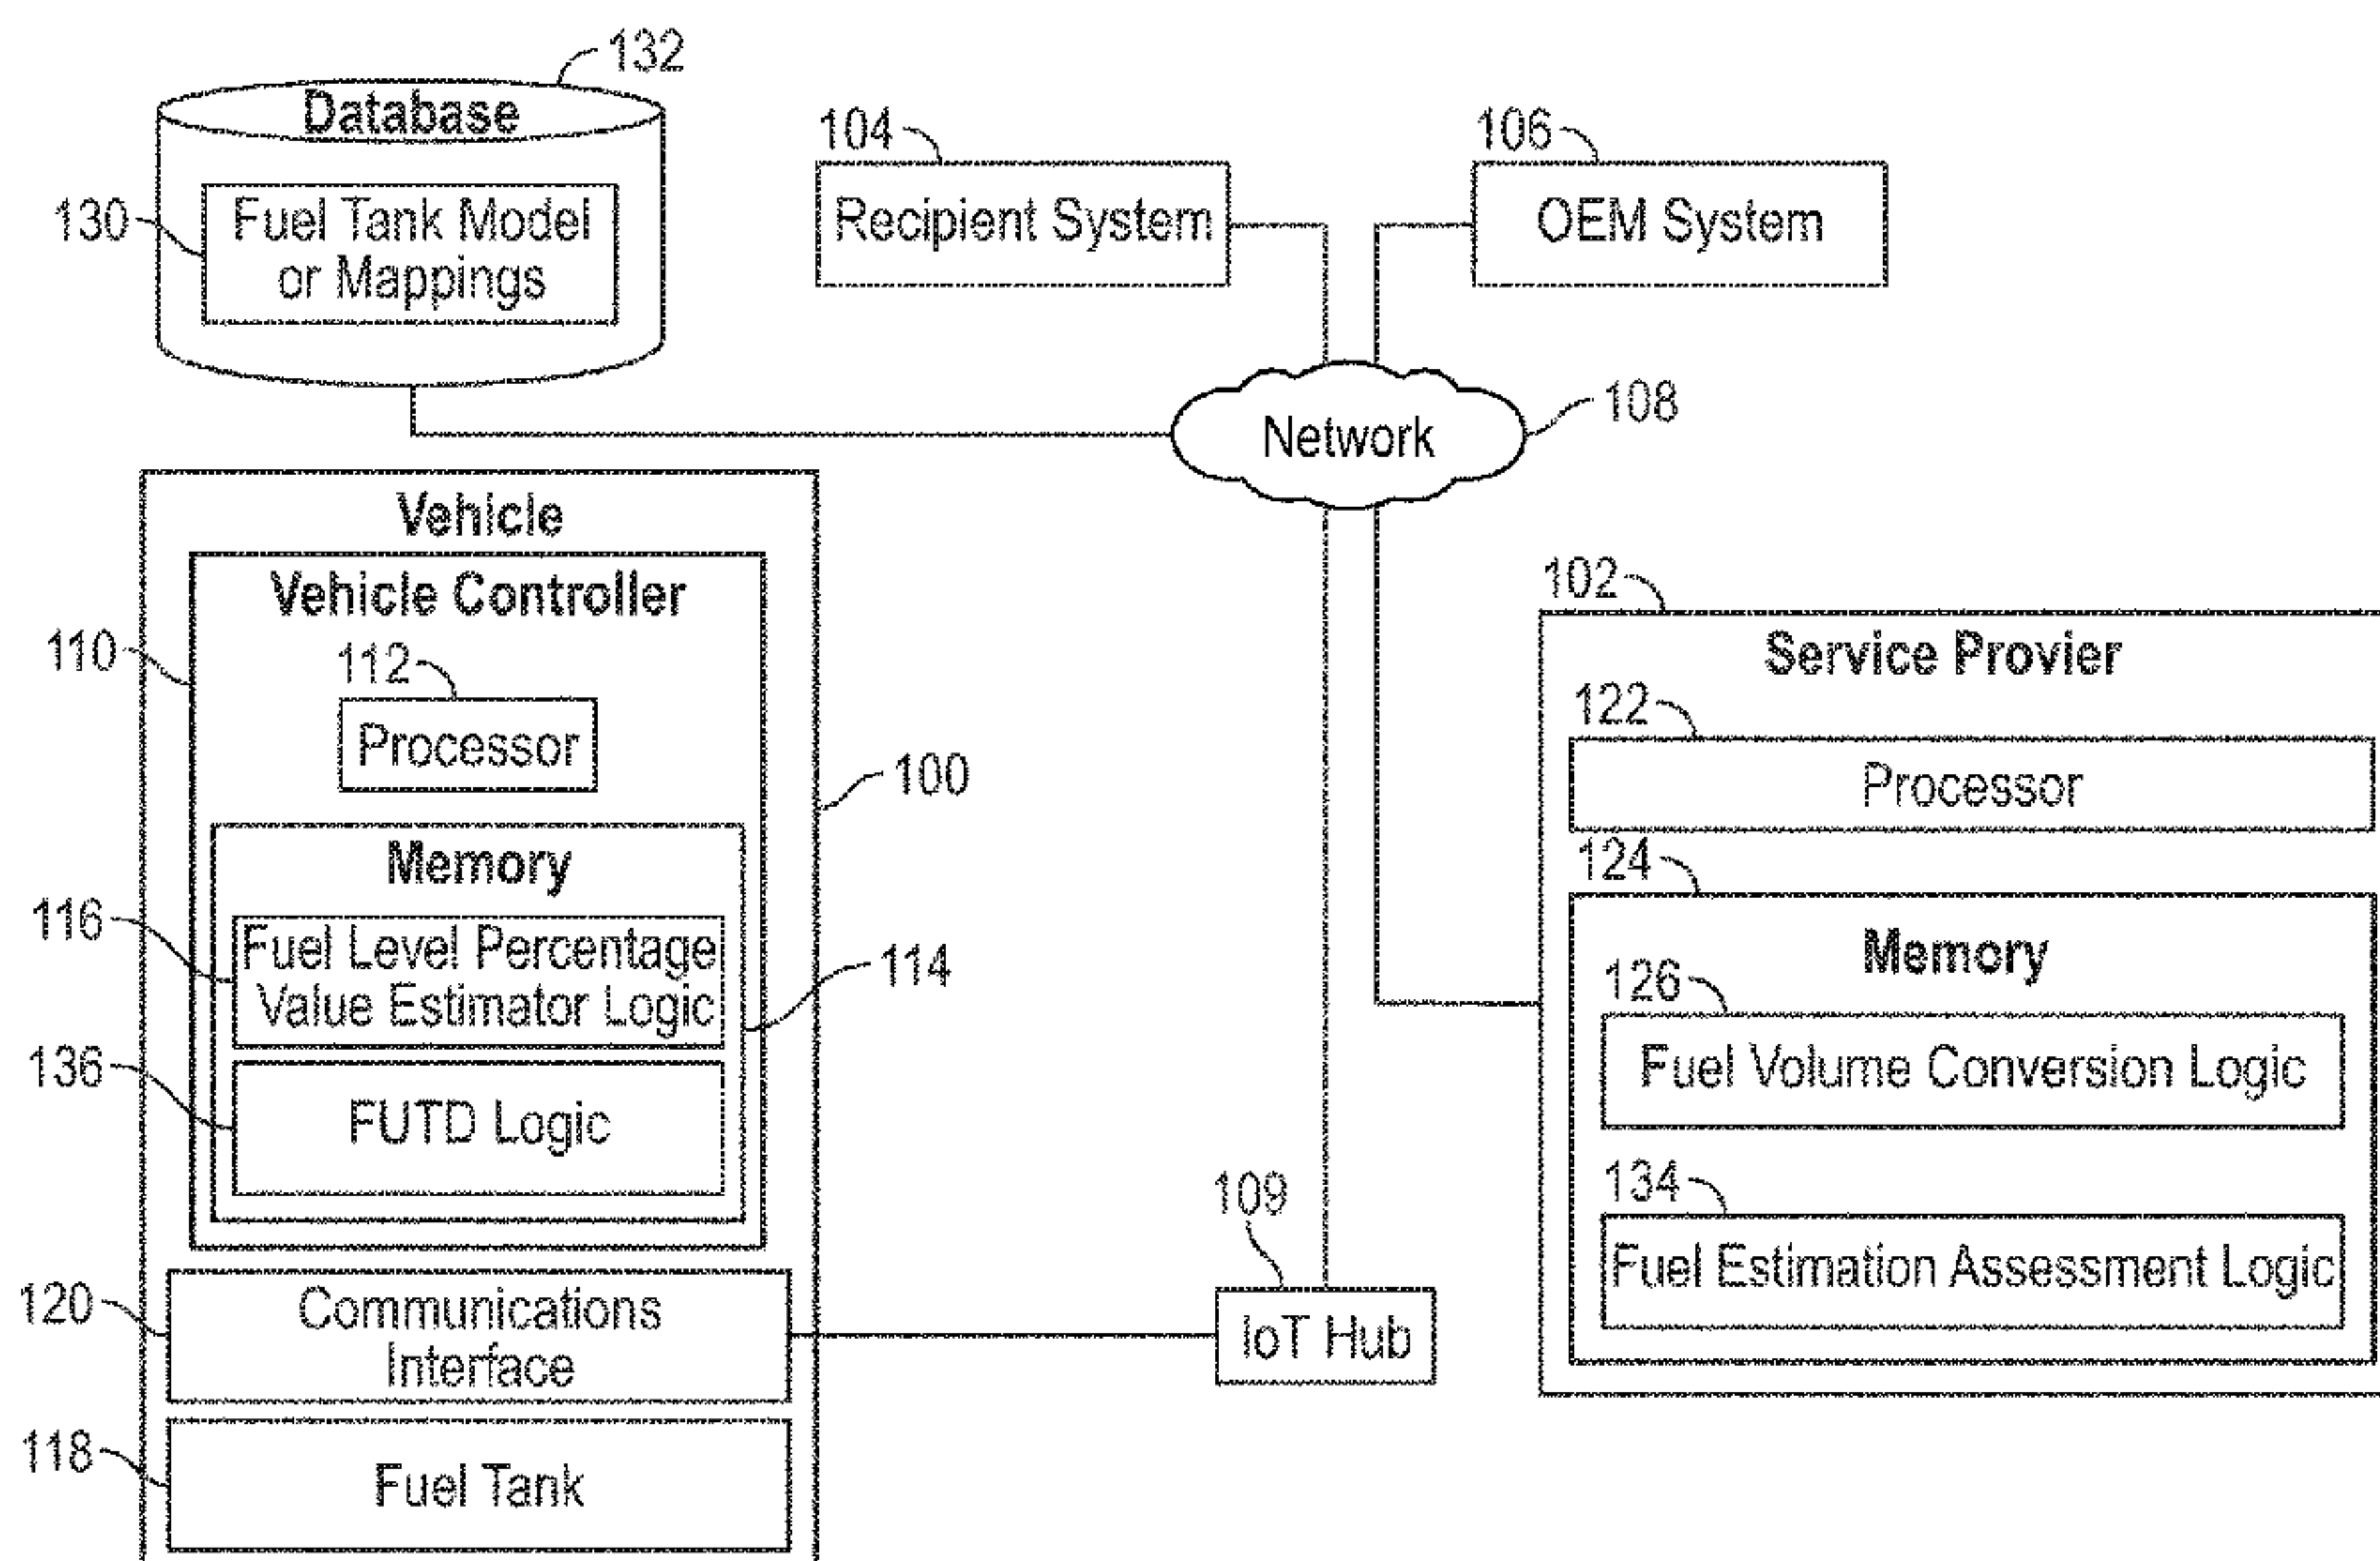 132
Database
130
Fuel Tank Model
or Mappings
104
Recipient System
106
OEM System
Network
108
Vehicle
Vehicle Controller
110
112
Processor
100
Memory
116
Fuel Level Percentage
Value Estimator Logic
114
136
FUTD Logic
120
Communications
Interface
118
Fuel Tank
109
IoT Hub
102
Service Provier
122
Processor
124
Memory
126
Fuel Volume Conversion Logic
134
Fuel Estimation Assessment Logic